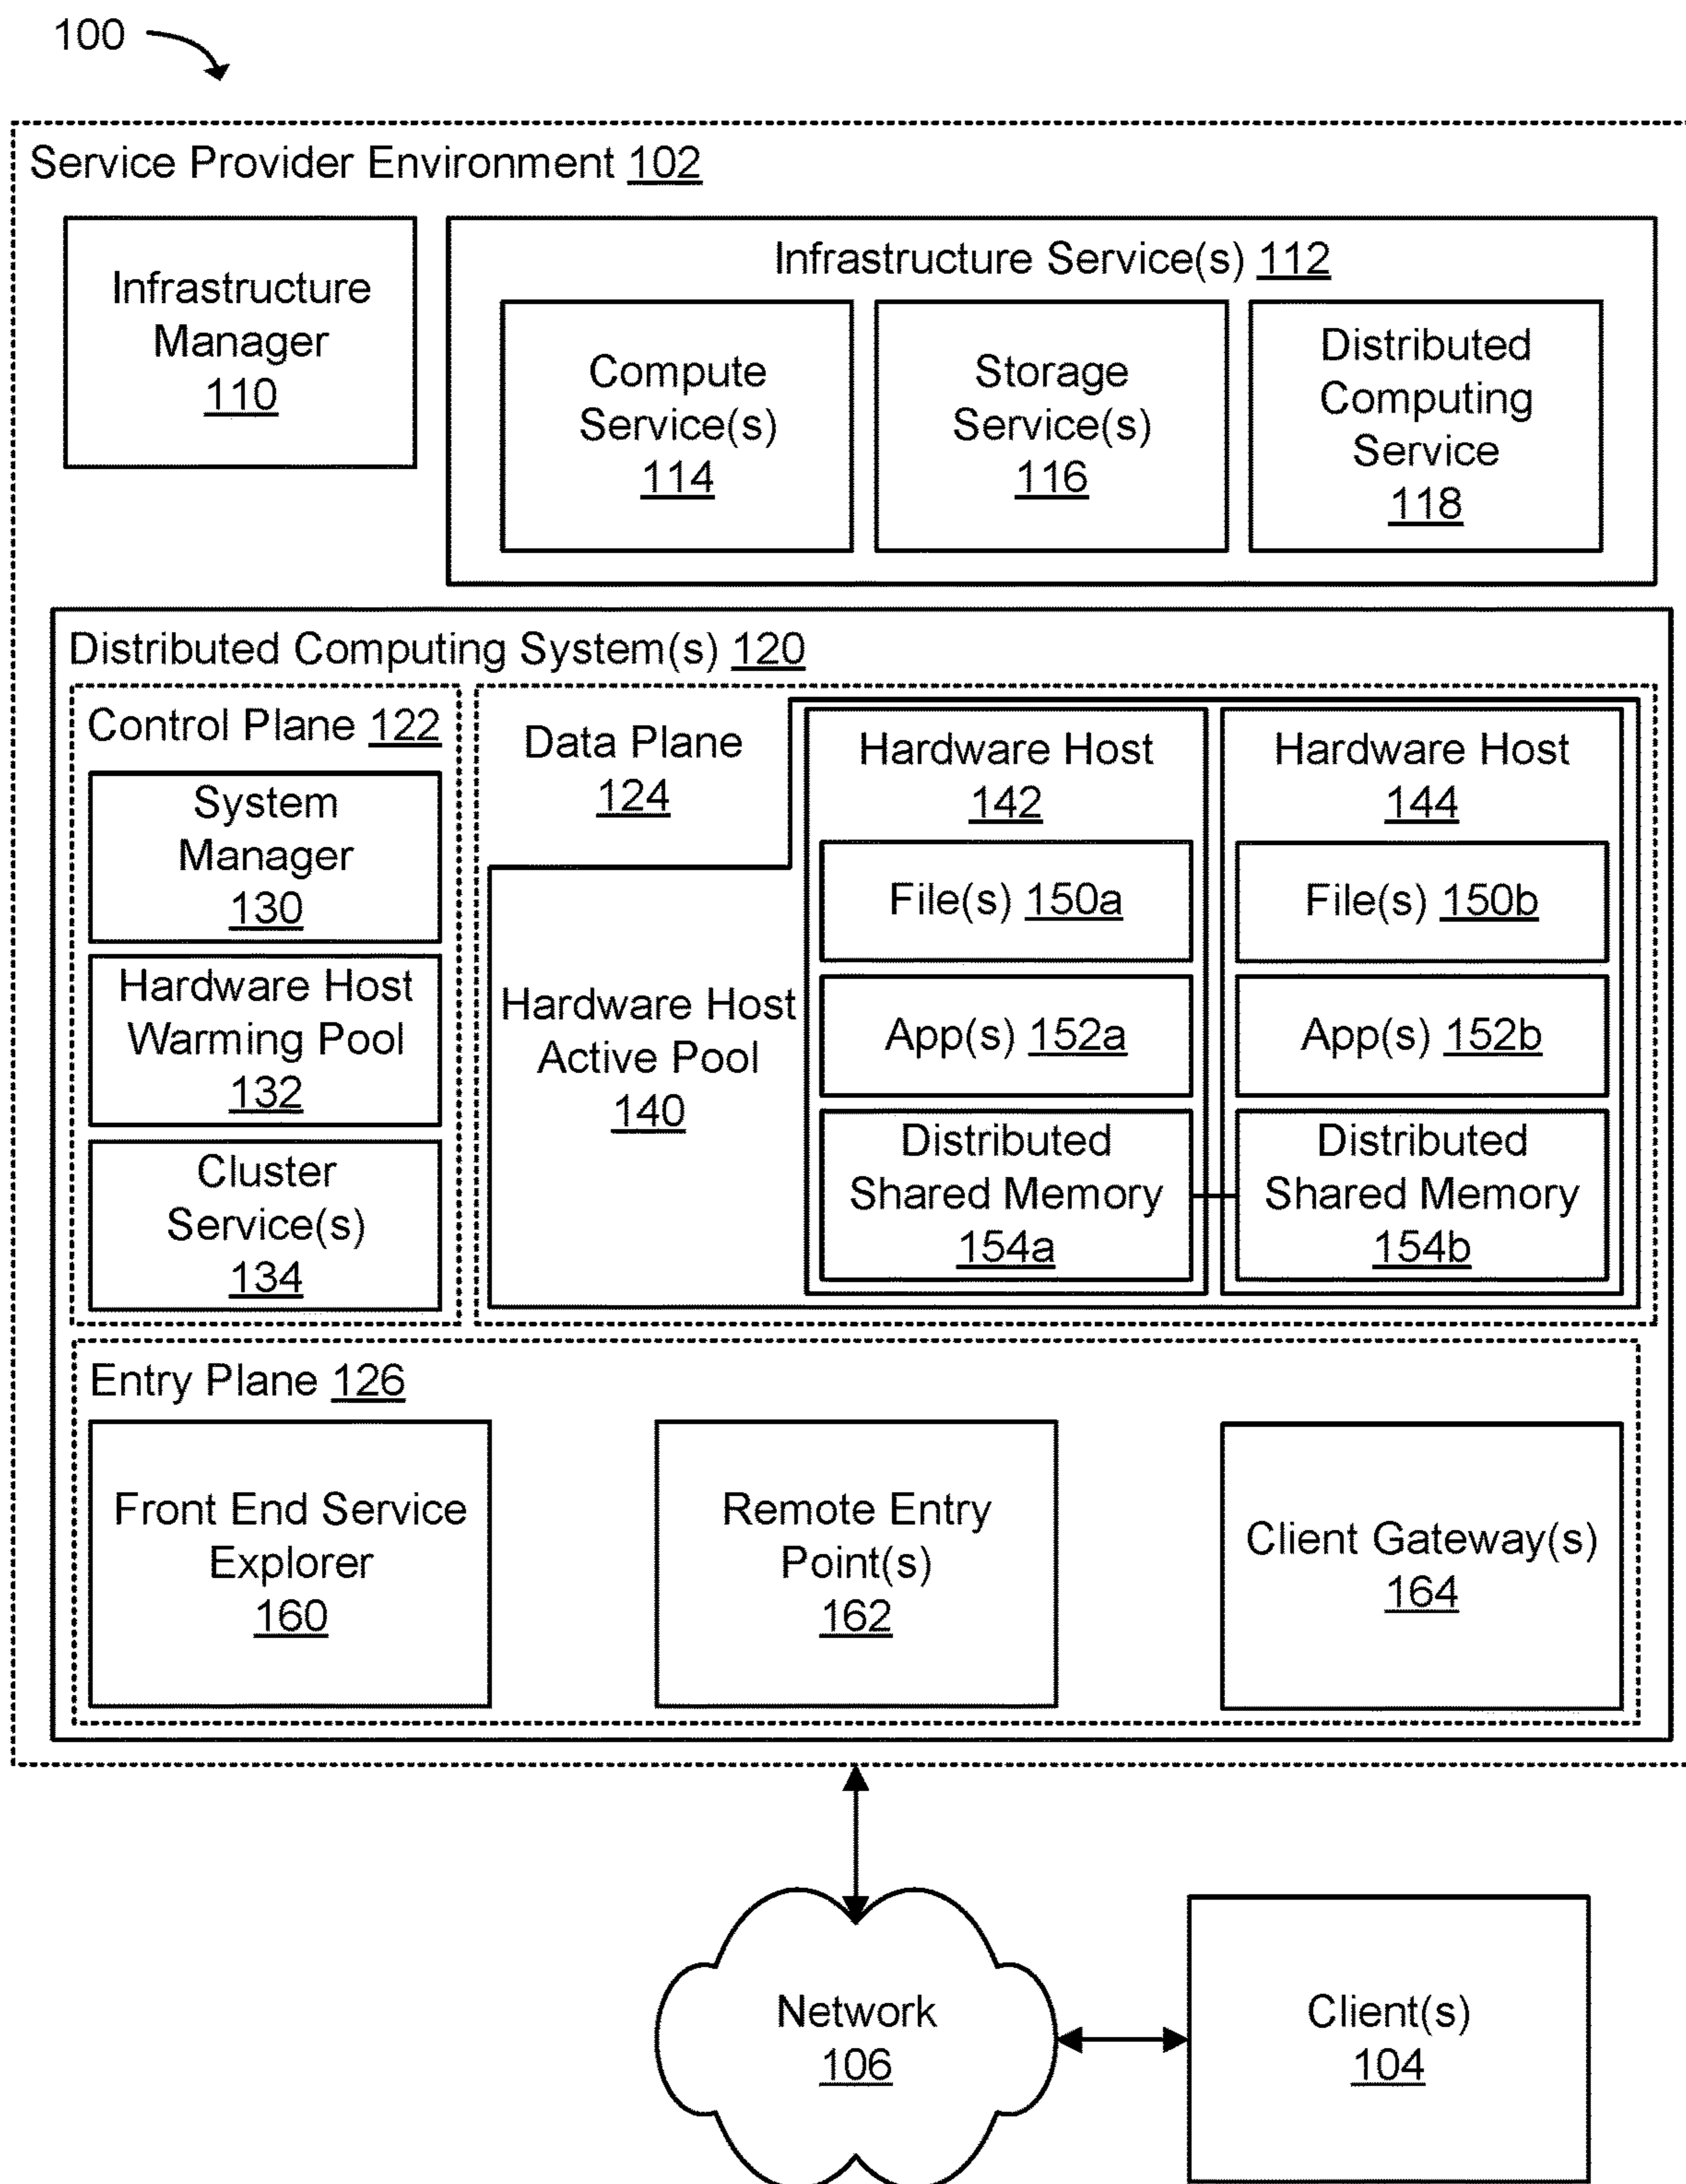 100
Service Provider Environment 102
Infrastructure
Manager
110
Infrastructure Service(s) 112
Compute
Service(s)
114
Storage
Service(s)
116
Distributed
Computing
Service
118
Distributed Computing System(s) 120
Control Plane 122
System
Manager
130
Hardware Host
Warming Pool
132
Cluster
Service(s)
134
Data Plane
124
Hardware Host
Active Pool
140
Hardware Host
142
File(s) 150a
App(s) 152a
Distributed
Shared Memory
154a
Hardware Host
144
File(s) 150b
App(s) 152b
Distributed
Shared Memory
154b
Entry Plane 126
Front End Service
Explorer
160
Remote Entry
Point(s)
162
Client Gateway(s)
164
Network
106
Client(s)
104